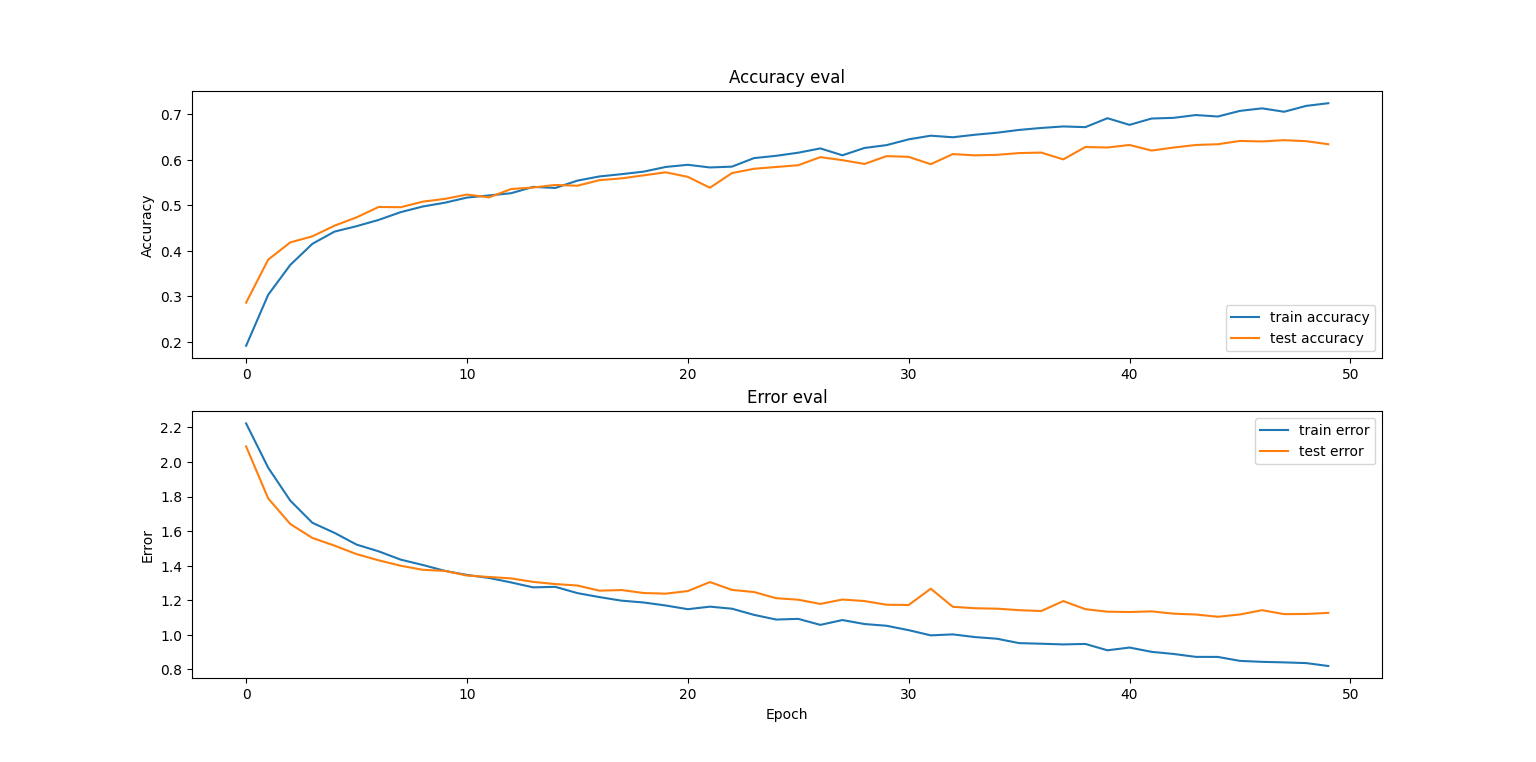 Accuracy eval
0.7
0.6
0.5
0.4
0.3
0.2
Accuracy
train accuracy
test accuracy
0 10 20 30 40 50
Error eval
2.2
2.0
1.8
1.6
1.4
1.2
1.0
0.8
Error
train error
test error
0 10 20 30 40 50
Epoch